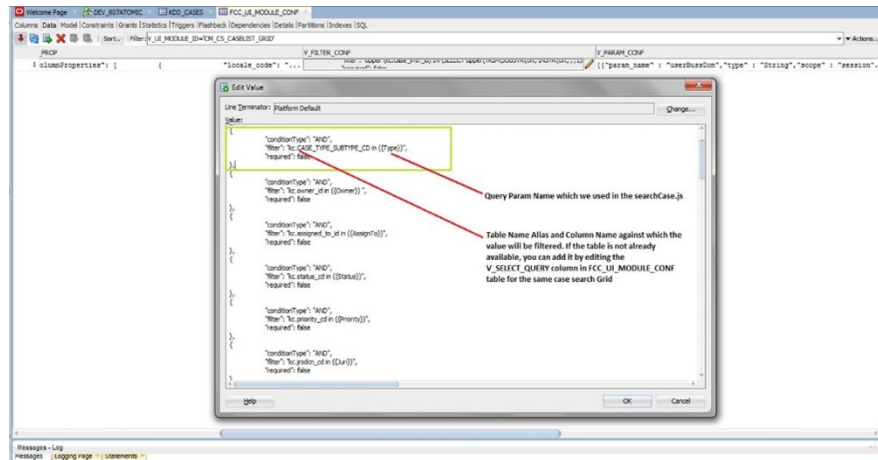 Welcome Page DEV_807ATOMIC KDD_CASES FCC_UI_MODULE_CONF
Columns Data Model Constraints Grants Statistics Triggers Flashback Dependencies Details Partitions Indexes SQL
Sort.. Filter: V_UI_MODULE_ID='CM_CS_CASELIST_GRID' Actions...
_PROP V_FILTER_CONF V_PARAM_CONF
1 olumnProperties": [ { "locale_code": "... [{"param_name" : "userBussDom","type" : "String","scope" : "session".
Edit Value
Line Terminator: Platform Default Change...
Value:
{
"conditionType": "AND",
"filter": "kc.CASE_TYPE_SUBTYPE_CD in ({Type})",
"required": false
},
{
"conditionType": "AND",
"filter": "kc.owner_id in ({Owner}) ",
"required": false
},
{
"conditionType": "AND",
"filter": "kc.assigned_to_id in ({AssignTo})",
"required": false
},
{
"conditionType": "AND",
"filter": "kc.status_cd in ({Status})",
"required": false
},
{
"conditionType": "AND",
"filter": "kc.priority_cd in ({Priority})",
"required": false
},
{
"conditionType": "AND",
"filter": "kc.jrsdcn_cd in ({Juri})",
"required": false
}
Query Param Name which we used in the searchCase.js
Table Name Alias and Column Name against which the
value will be filtered. If the table is not already
available, you can add it by editing the
V_SELECT_QUERY column in FCC_UI_MODULE_CONF
table for the same case search Grid
Help OK Cancel
Messages - Log
Messages Logging Page Statements